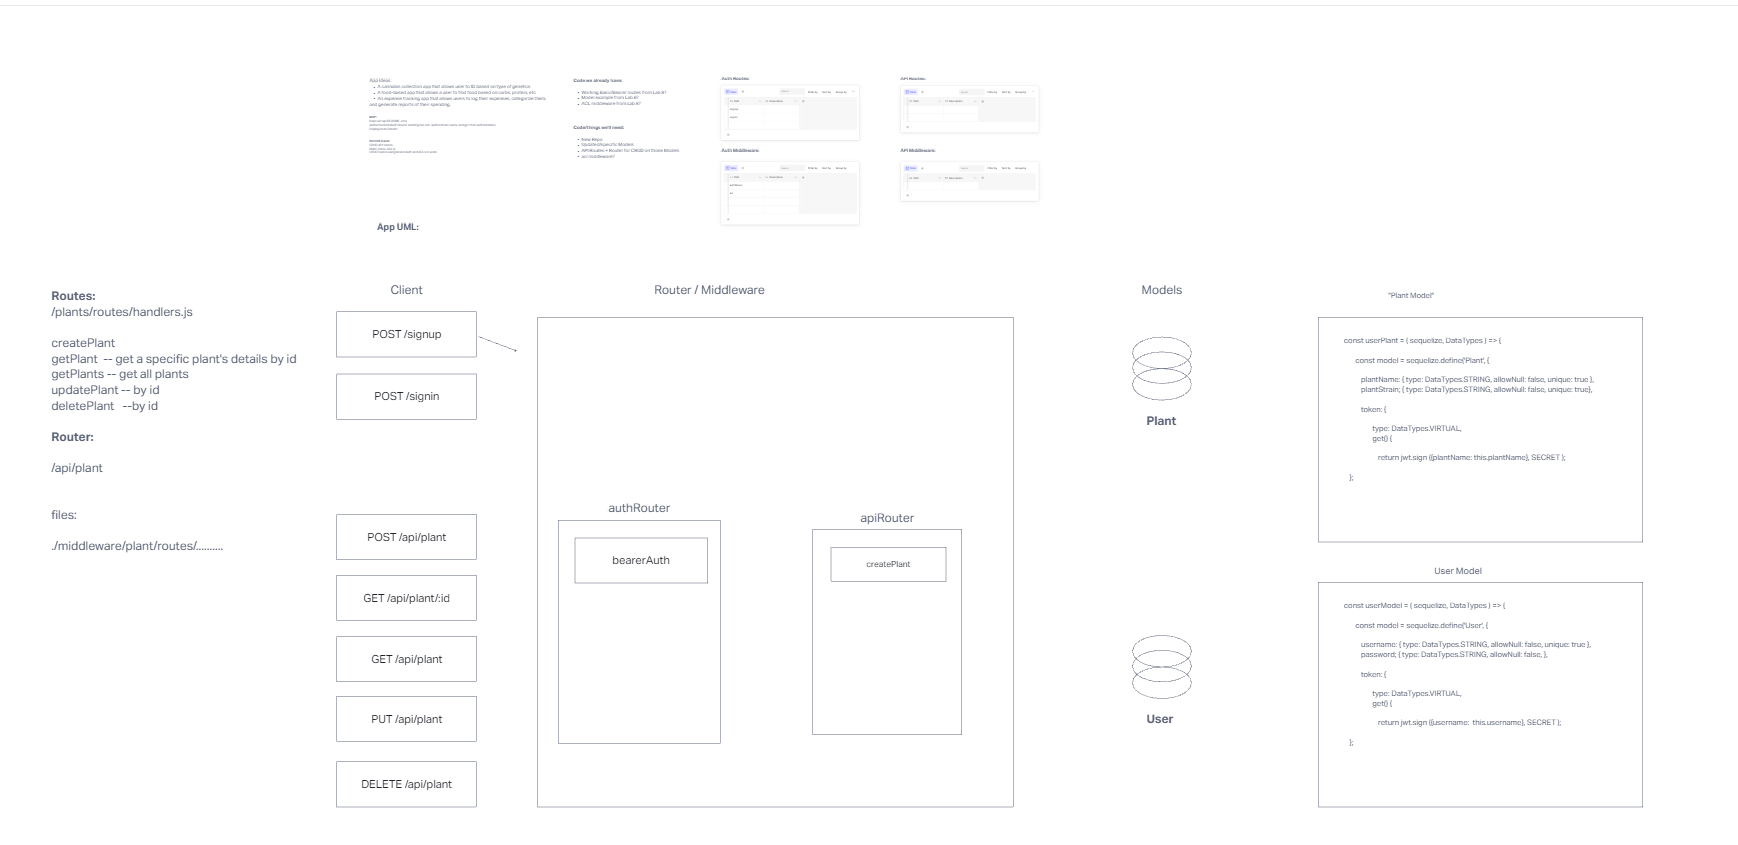 App Ideas:
A cannabis collection app that allows user to ID based on type of genetics
A food-based app that allows a user to find food based on carbs, protein, etc
An expense tracking app that allows users to log their expenses, categorize them,
and generate reports of their spending.
Code we already have:
Working Basic/Bearer routes from Lab 6?
Model example from Lab 6?
ACL middleware from Lab 8?
Code/things we'll need:
New Repo
Updated/specific Models
API Routes + Router for CRUD on those Models
Auth Routes:
Auth Middleware:
API Routes:
API Middleware:
App UML:
Routes:
/plants/routes/handlers.js
createPlant
getPlant -- get a specific plant's details by id
getPlants -- get all plants
updatePlant -- by id
deletePlant --by id
Router:
/api/plant
files:
./middleware/plant/routes/..........
Client
POST /signup
POST /signin
POST /api/plant
GET /api/plant/:id
GET /api/plant
PUT /api/plant
DELETE /api/plant
Router / Middleware
authRouter
bearerAuth
apiRouter
createPlant
Models
Plant
User
"Plant Model"
const userPlant = ( sequelize, DataTypes ) => {
const model = sequelize.define('Plant', {
plantName: { type: DataTypes.STRING, allowNull: false, unique: true },
plantStrain; { type: DataTypes.STRING, allowNull: false, unique: true},
token: {
type: DataTypes.VIRTUAL,
get() {
return jwt.sign ({plantName: this.plantName}, SECRET );
};
User Model
const userModel = ( sequelize, DataTypes ) => {
const model = sequelize.define('User', {
username: { type: DataTypes.STRING, allowNull: false, unique: true },
password; { type: DataTypes.STRING, allowNull: false, },
token: {
type: DataTypes.VIRTUAL,
get() {
return jwt.sign ({username: this.username}, SECRET );
};